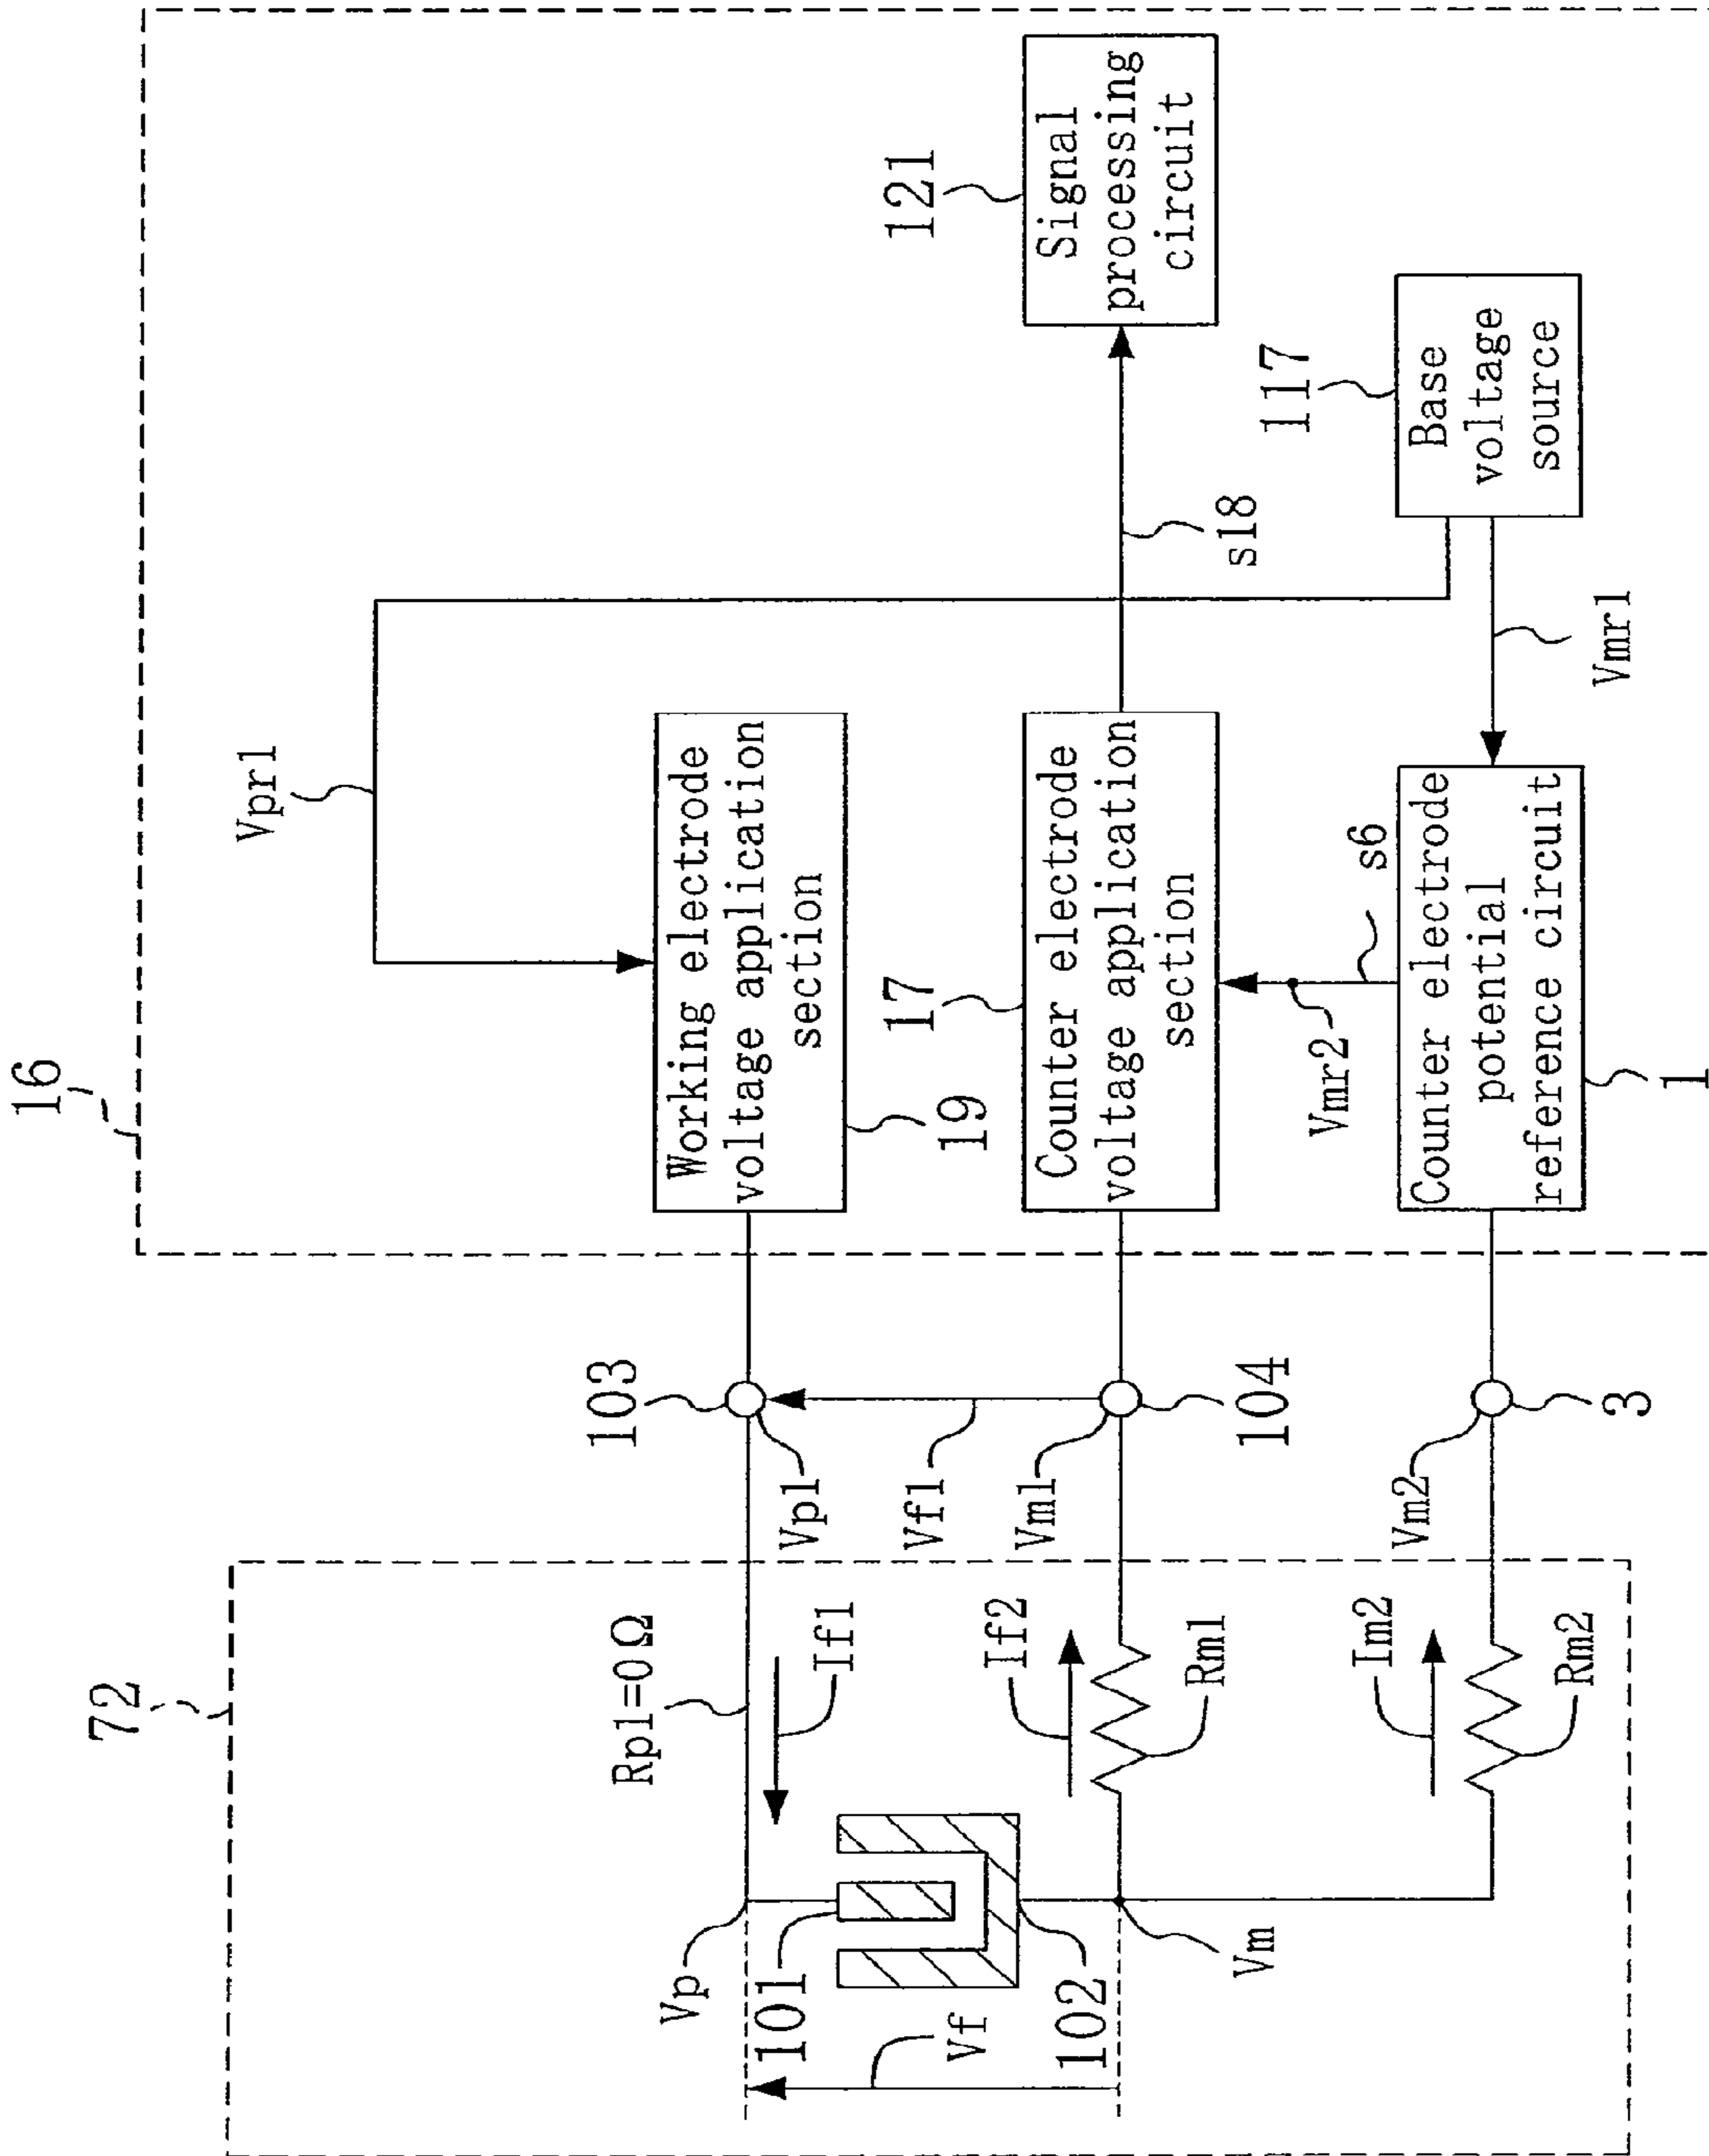 72
16
Vp
101
Vf
102
Vm
Rp1=0Ω
If1
If2
Rm1
Im2
Rm2
103
Vp1
Vf1
Vm1
104
Vm2
3
Vpr1
Working electrode
voltage application
section
19
17
Counter electrode
voltage application
section
s18
121
Signal
processing
circuit
Vmr2
s6
Counter electrode
potential
reference circuit
1
Vmr1
117
Base
voltage
source